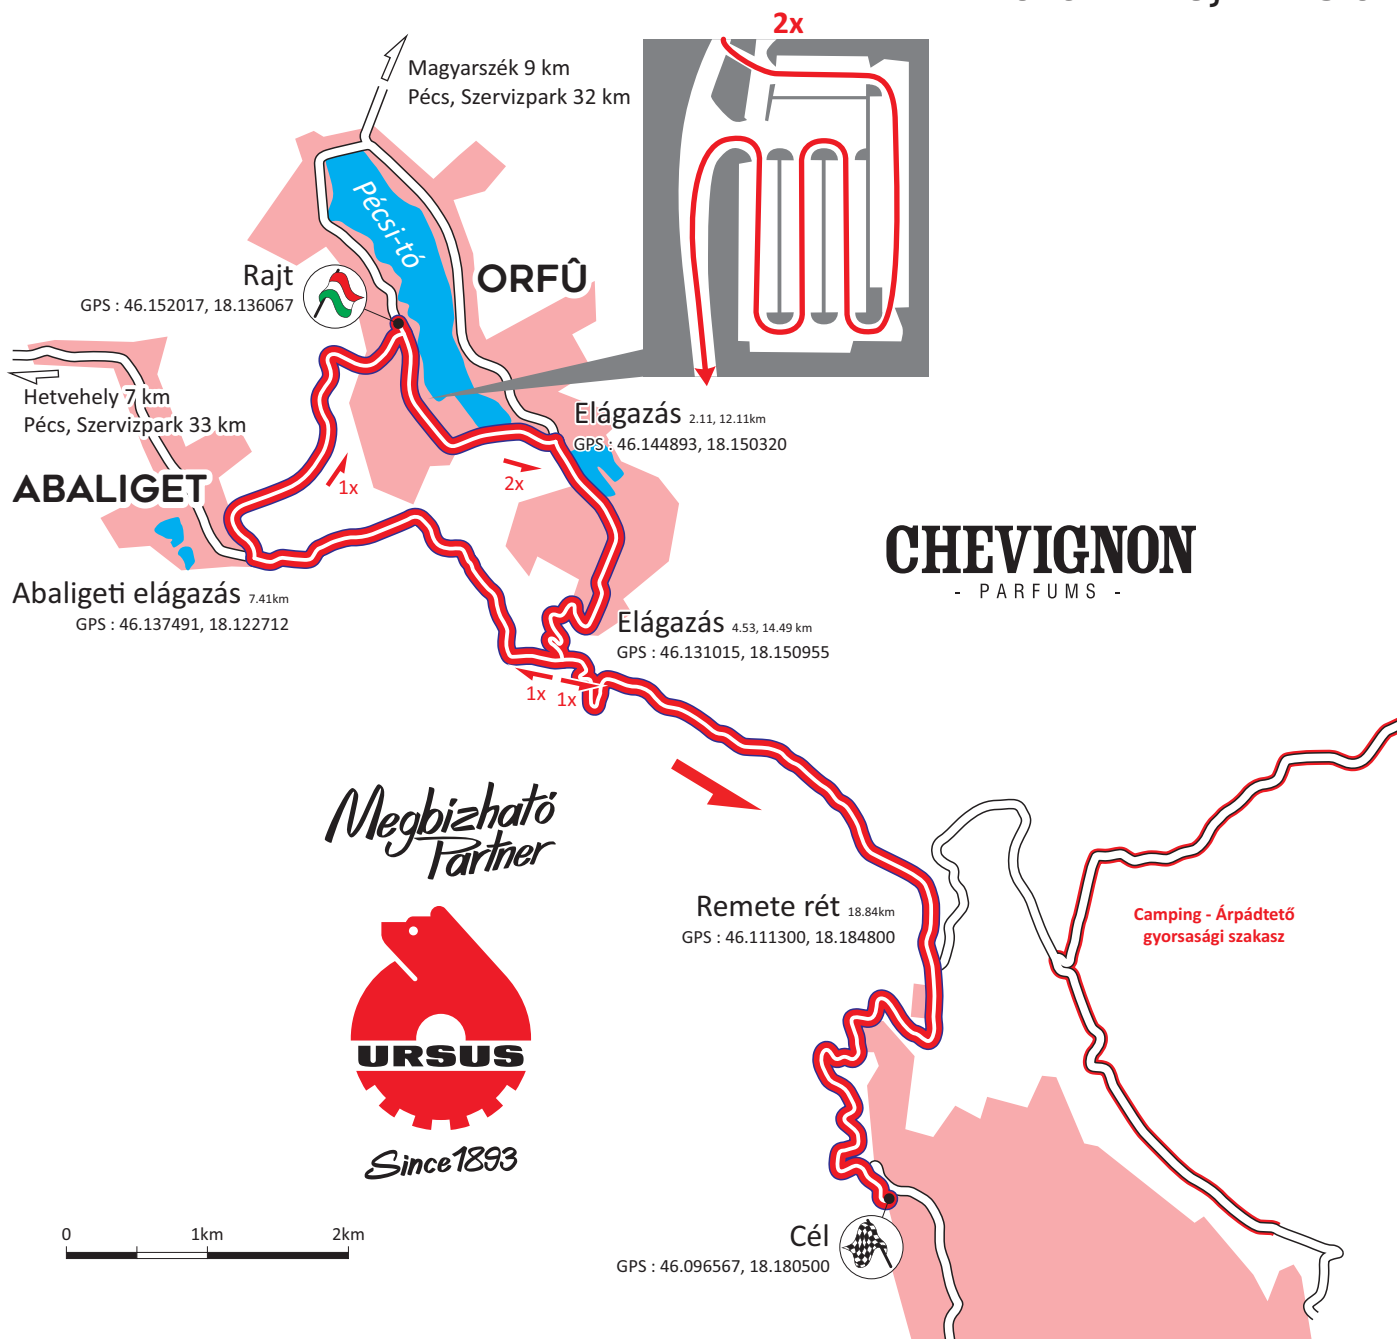 2x
Magyarszék 9 km
Pécs, Szervizpark 32 km
Pécsi-tó
ORFÛ
Rajt
GPS : 46.152017, 18.136067
Hetvehely 7 km
Pécs, Szervizpark 33 km
Elágazás 2.11, 12.11km
GPS : 46.144893, 18.150320
ABALIGET
1x
2x
CHEVIGNON
- PARFUMS -
Abaligeti elágazás 7.41km
GPS : 46.137491, 18.122712
Elágazás 4.53, 14.49 km
GPS : 46.131015, 18.150955
1x
1x
Megbízható
Partner
Remete rét 18.84km
GPS : 46.111300, 18.184800
Camping - Árpádtető
gyorsasági szakasz
URSUS
Since 1893
0
1km
2km
Cél
GPS : 46.096567, 18.180500